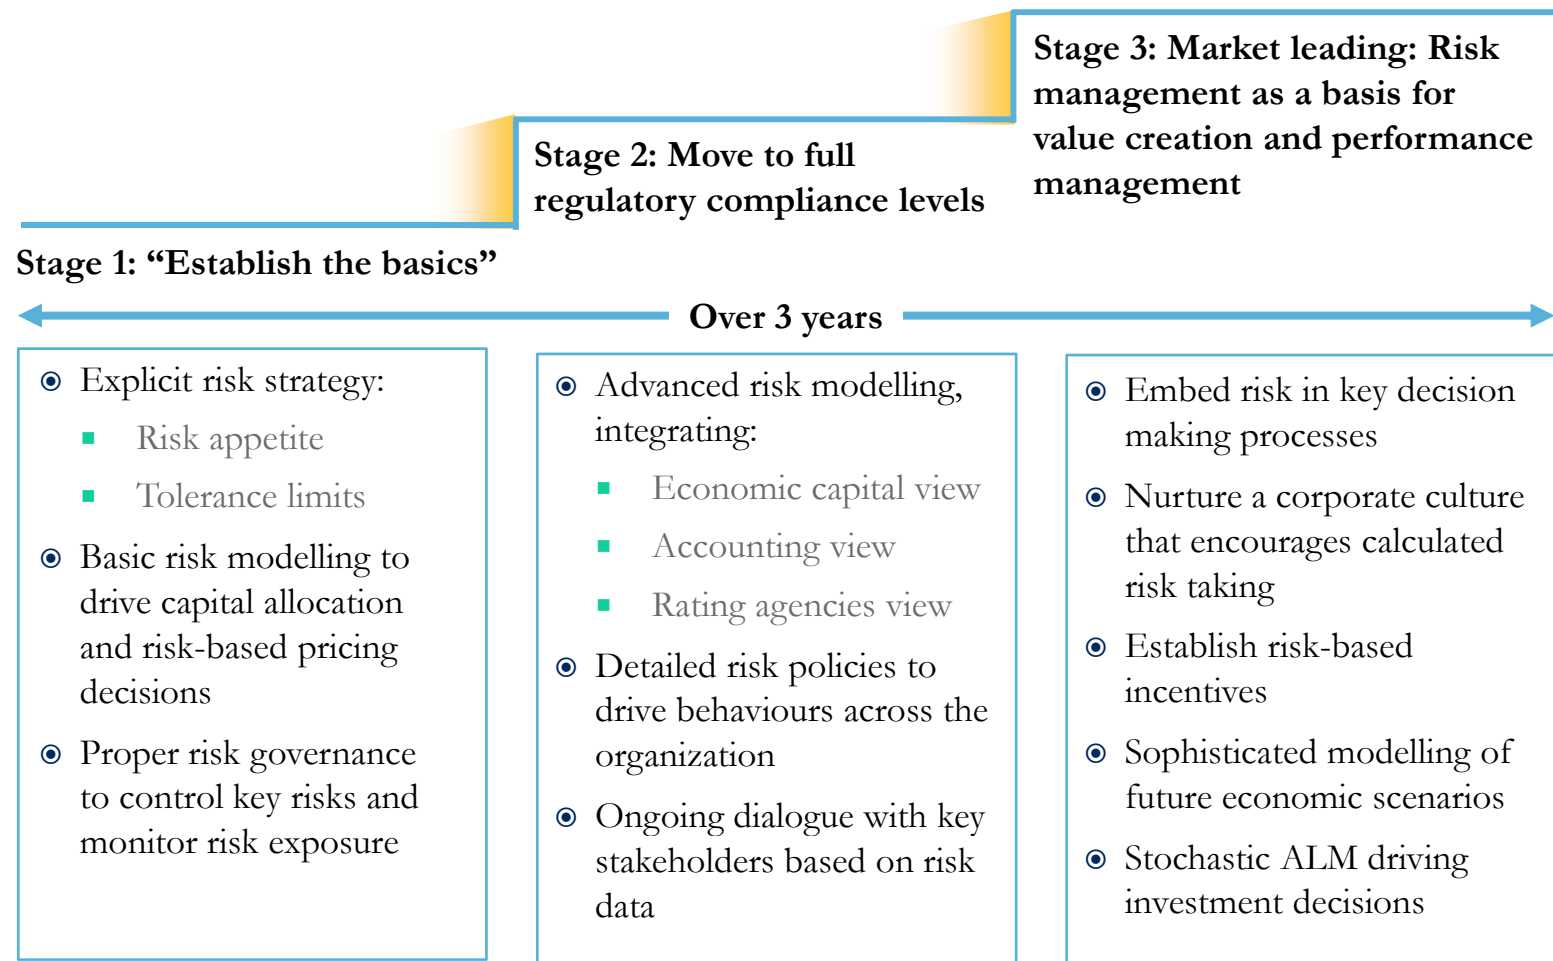 Stage 3: Market leading: Risk
management as a basis for
value creation and performance
management
Stage 2: Move to full
regulatory compliance levels
Stage 1: “Establish the basics”
Over 3 years
Explicit risk strategy:
Risk appetite
Tolerance limits
Basic risk modelling to
drive capital allocation
and risk-based pricing
decisions
Proper risk governance
to control key risks and
monitor risk exposure
Advanced risk modelling,
integrating:
Economic capital view
Accounting view
Rating agencies view
Detailed risk policies to
drive behaviours across the
organization
Ongoing dialogue with key
stakeholders based on risk
data
Embed risk in key decision
making processes
Nurture a corporate culture
that encourages calculated
risk taking
Establish risk-based
incentives
Sophisticated modelling of
future economic scenarios
Stochastic ALM driving
investment decisions